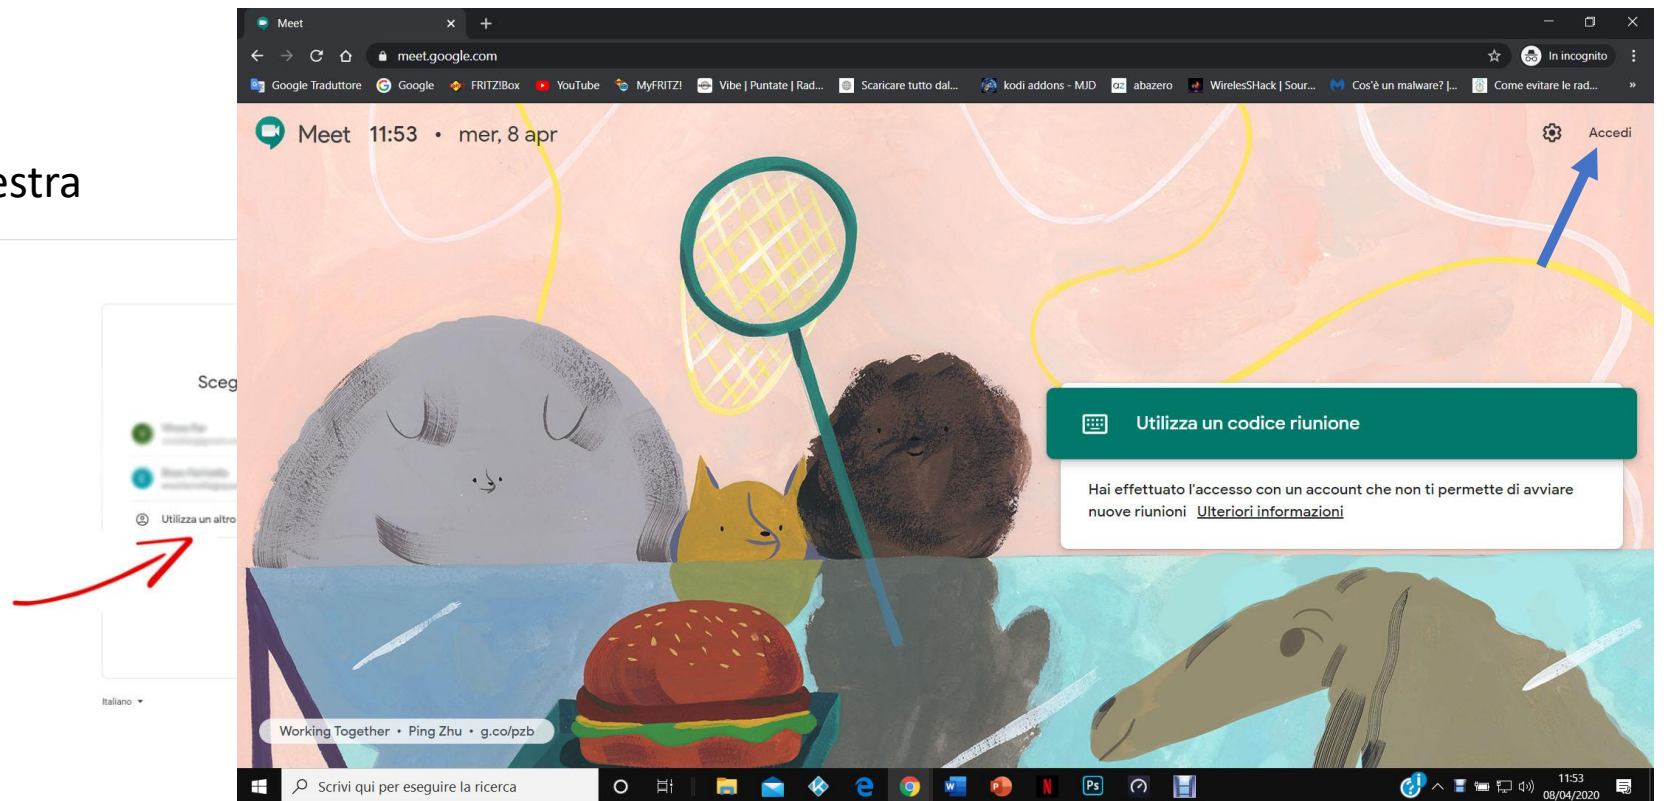 estra
Scegl
Utilizza un altro
Italiano
Meet
meet.google.com
In incognito
Google Traduttore
Google
FRITZ!Box
YouTube
MyFRITZ!
Vibe | Puntate | Rad...
Scaricare tutto dal...
kodi addons - MJD
az abazero
WirelesSHack | Sour...
Cos'è un malware? |...
Come evitare le rad...
»
Meet 11:53 • mer, 8 apr
Accedi
Utilizza un codice riunione
Hai effettuato l'accesso con un account che non ti permette di avviare
nuove riunioni Ulteriori informazioni
Working Together • Ping Zhu • g.co/pzb
Scrivi qui per eseguire la ricerca
Ps
11:53
08/04/2020